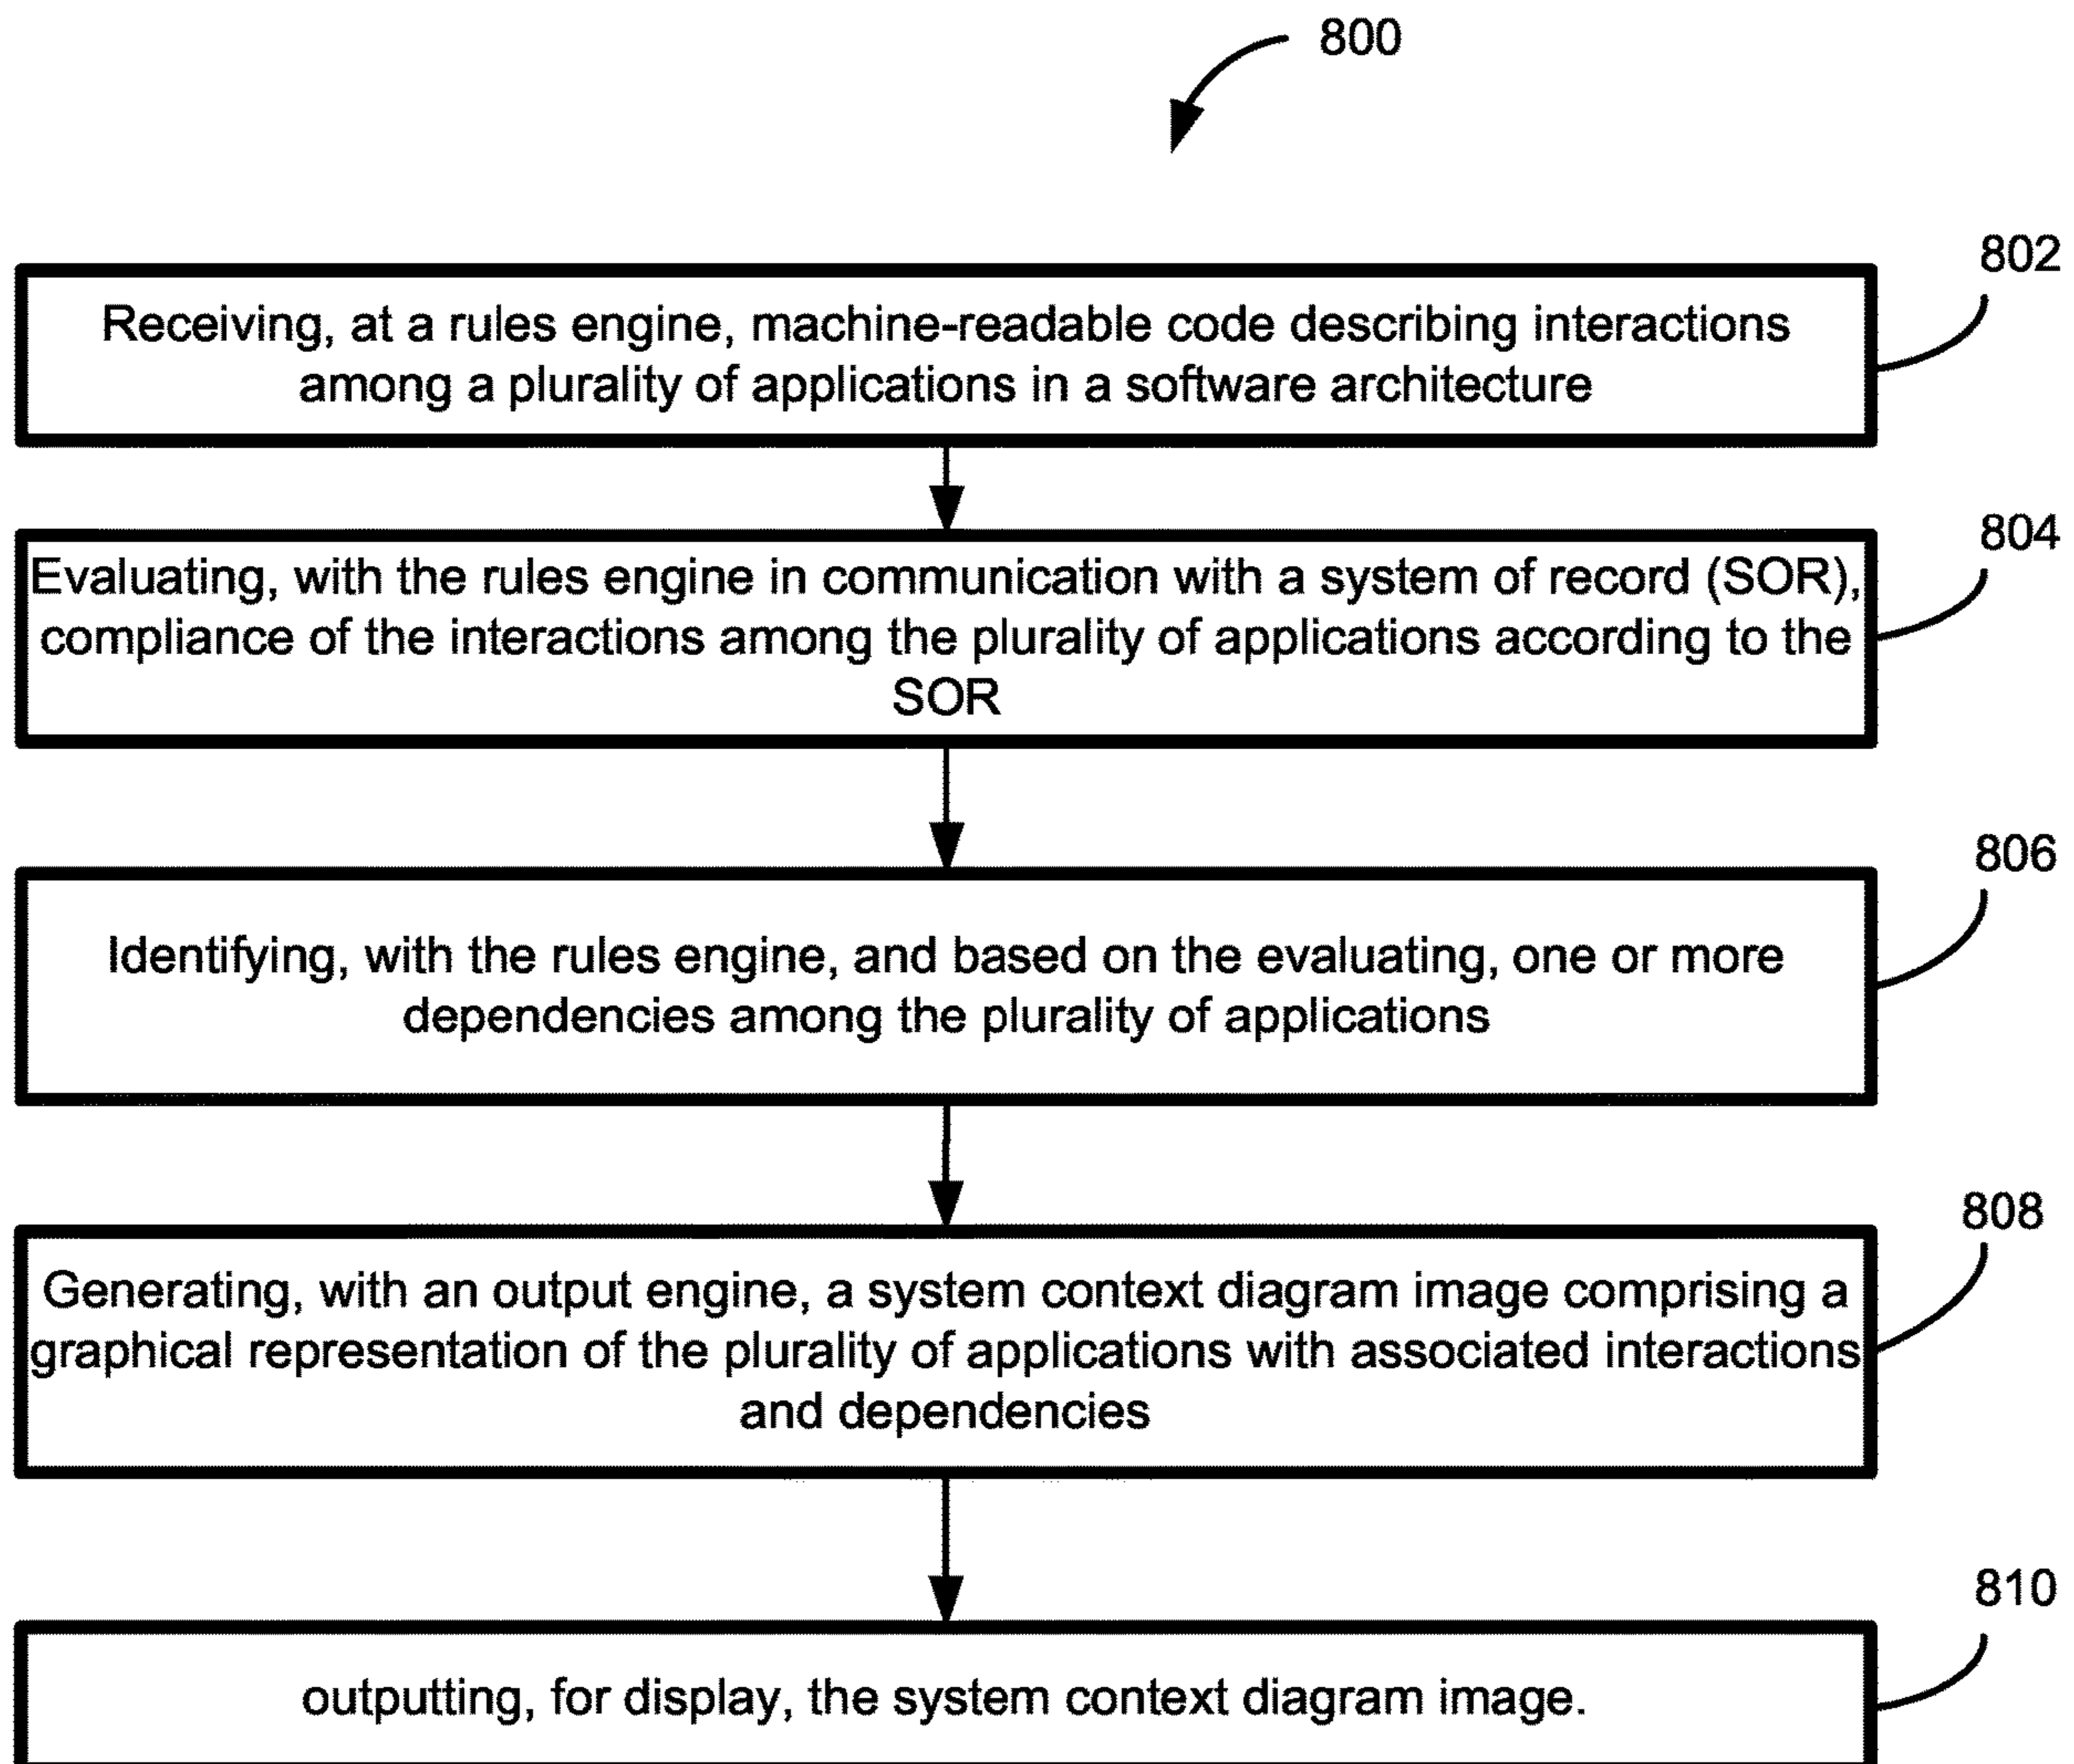 800
802
Receiving, at a rules engine, machine-readable code describing interactions
among a plurality of applications in a software architecture
804
Evaluating, with the rules engine in communication with a system of record (SOR),
compliance of the interactions among the plurality of applications according to the
SOR
806
Identifying, with the rules engine, and based on the evaluating, one or more
dependencies among the plurality of applications
808
Generating, with an output engine, a system context diagram image comprising a
graphical representation of the plurality of applications with associated interactions
and dependencies
810
outputting, for display, the system context diagram image.